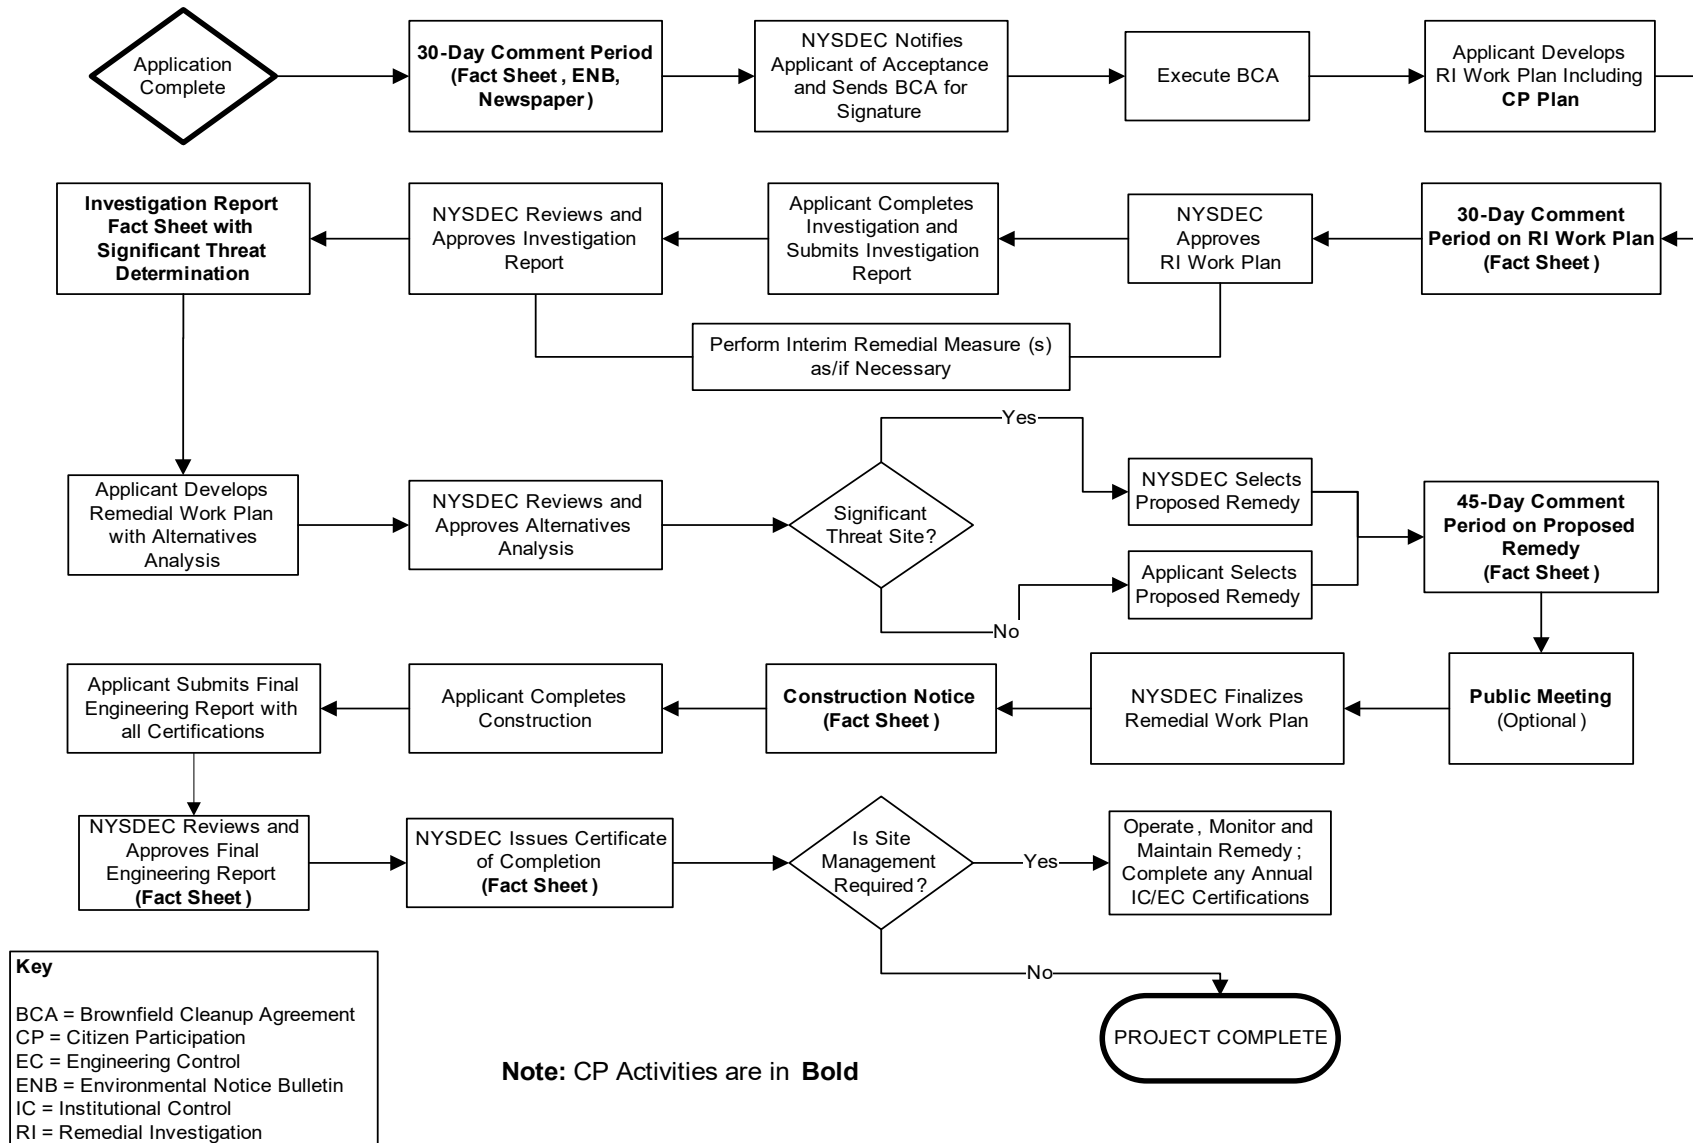 Application
Complete
30-Day Comment Period
(Fact Sheet, ENB,
Newspaper)
NYSDEC Notifies
Applicant of Acceptance
and Sends BCA for
Signature
Execute BCA
Applicant Develops
RI Work Plan Including
CP Plan
30-Day Comment
Period on RI Work Plan
(Fact Sheet)
NYSDEC
Approves
RI Work Plan
Applicant Completes
Investigation and
Submits Investigation
Report
NYSDEC Reviews and
Approves Investigation
Report
Investigation Report
Fact Sheet with
Significant Threat
Determination
Perform Interim Remedial Measure (s)
as/if Necessary
Applicant Develops
Remedial Work Plan
with Alternatives
Analysis
NYSDEC Reviews and
Approves Alternatives
Analysis
Significant
Threat Site?
Yes
No
NYSDEC Selects
Proposed Remedy
Applicant Selects
Proposed Remedy
45-Day Comment
Period on Proposed
Remedy
(Fact Sheet)
Public Meeting
(Optional)
NYSDEC Finalizes
Remedial Work Plan
Construction Notice
(Fact Sheet)
Applicant Completes
Construction
Applicant Submits Final
Engineering Report with
all Certifications
NYSDEC Reviews and
Approves Final
Engineering Report
(Fact Sheet)
NYSDEC Issues Certificate
of Completion
(Fact Sheet)
Is Site
Management
Required?
Yes
Operate, Monitor and
Maintain Remedy;
Complete any Annual
IC/EC Certifications
No
PROJECT COMPLETE
Key
BCA = Brownfield Cleanup Agreement
CP = Citizen Participation
EC = Engineering Control
ENB = Environmental Notice Bulletin
IC = Institutional Control
RI = Remedial Investigation
Note: CP Activities are in Bold